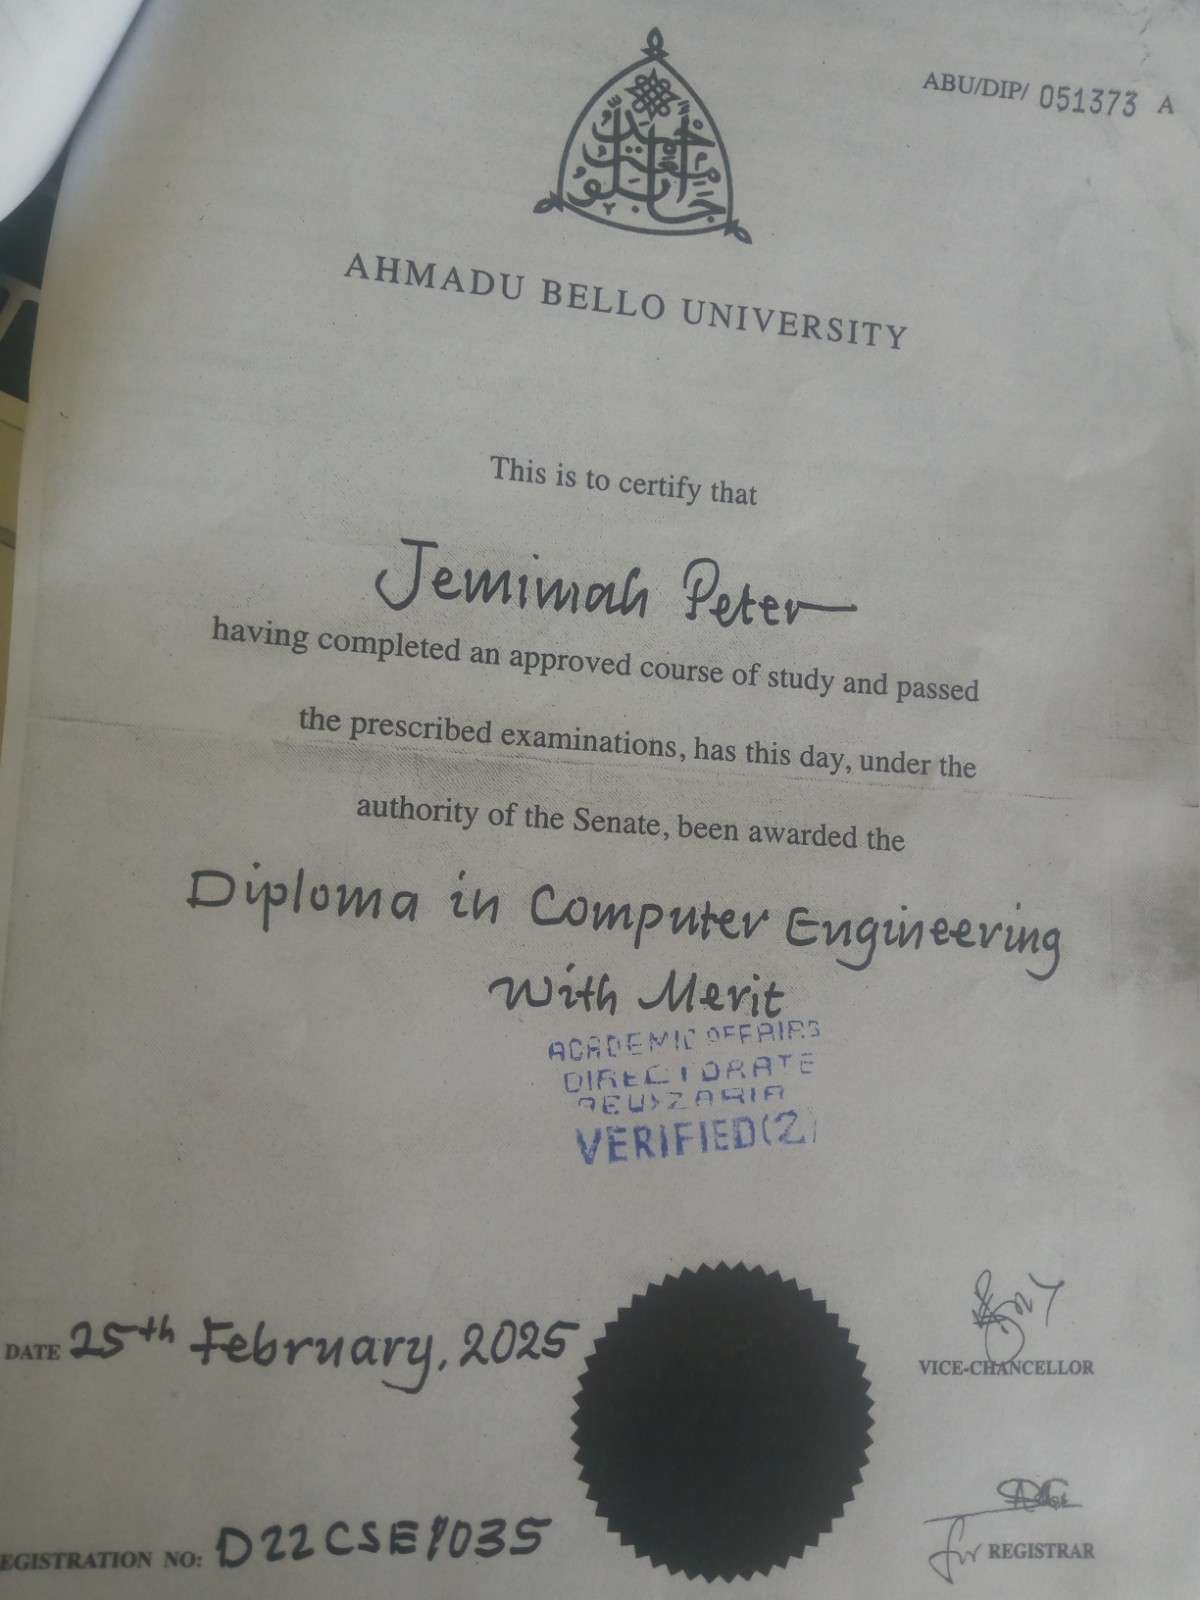 ABU/DIP/ 051373 A
AHMADU BELLO UNIVERSITY
This is to certify that
Jemimah Peter
having completed an approved course of study and passed
the prescribed examinations, has this day, under the
authority of the Senate, been awarded the
Diploma in Computer Engineering
With Merit
ACADEMIC AFFAIRS
DIRECTORATE
ZARIA
VERIFIED(2)
DATE 25th February, 2025
VICE-CHANCELLOR
EGISTRATION NO: D22CSE1035
for REGISTRAR